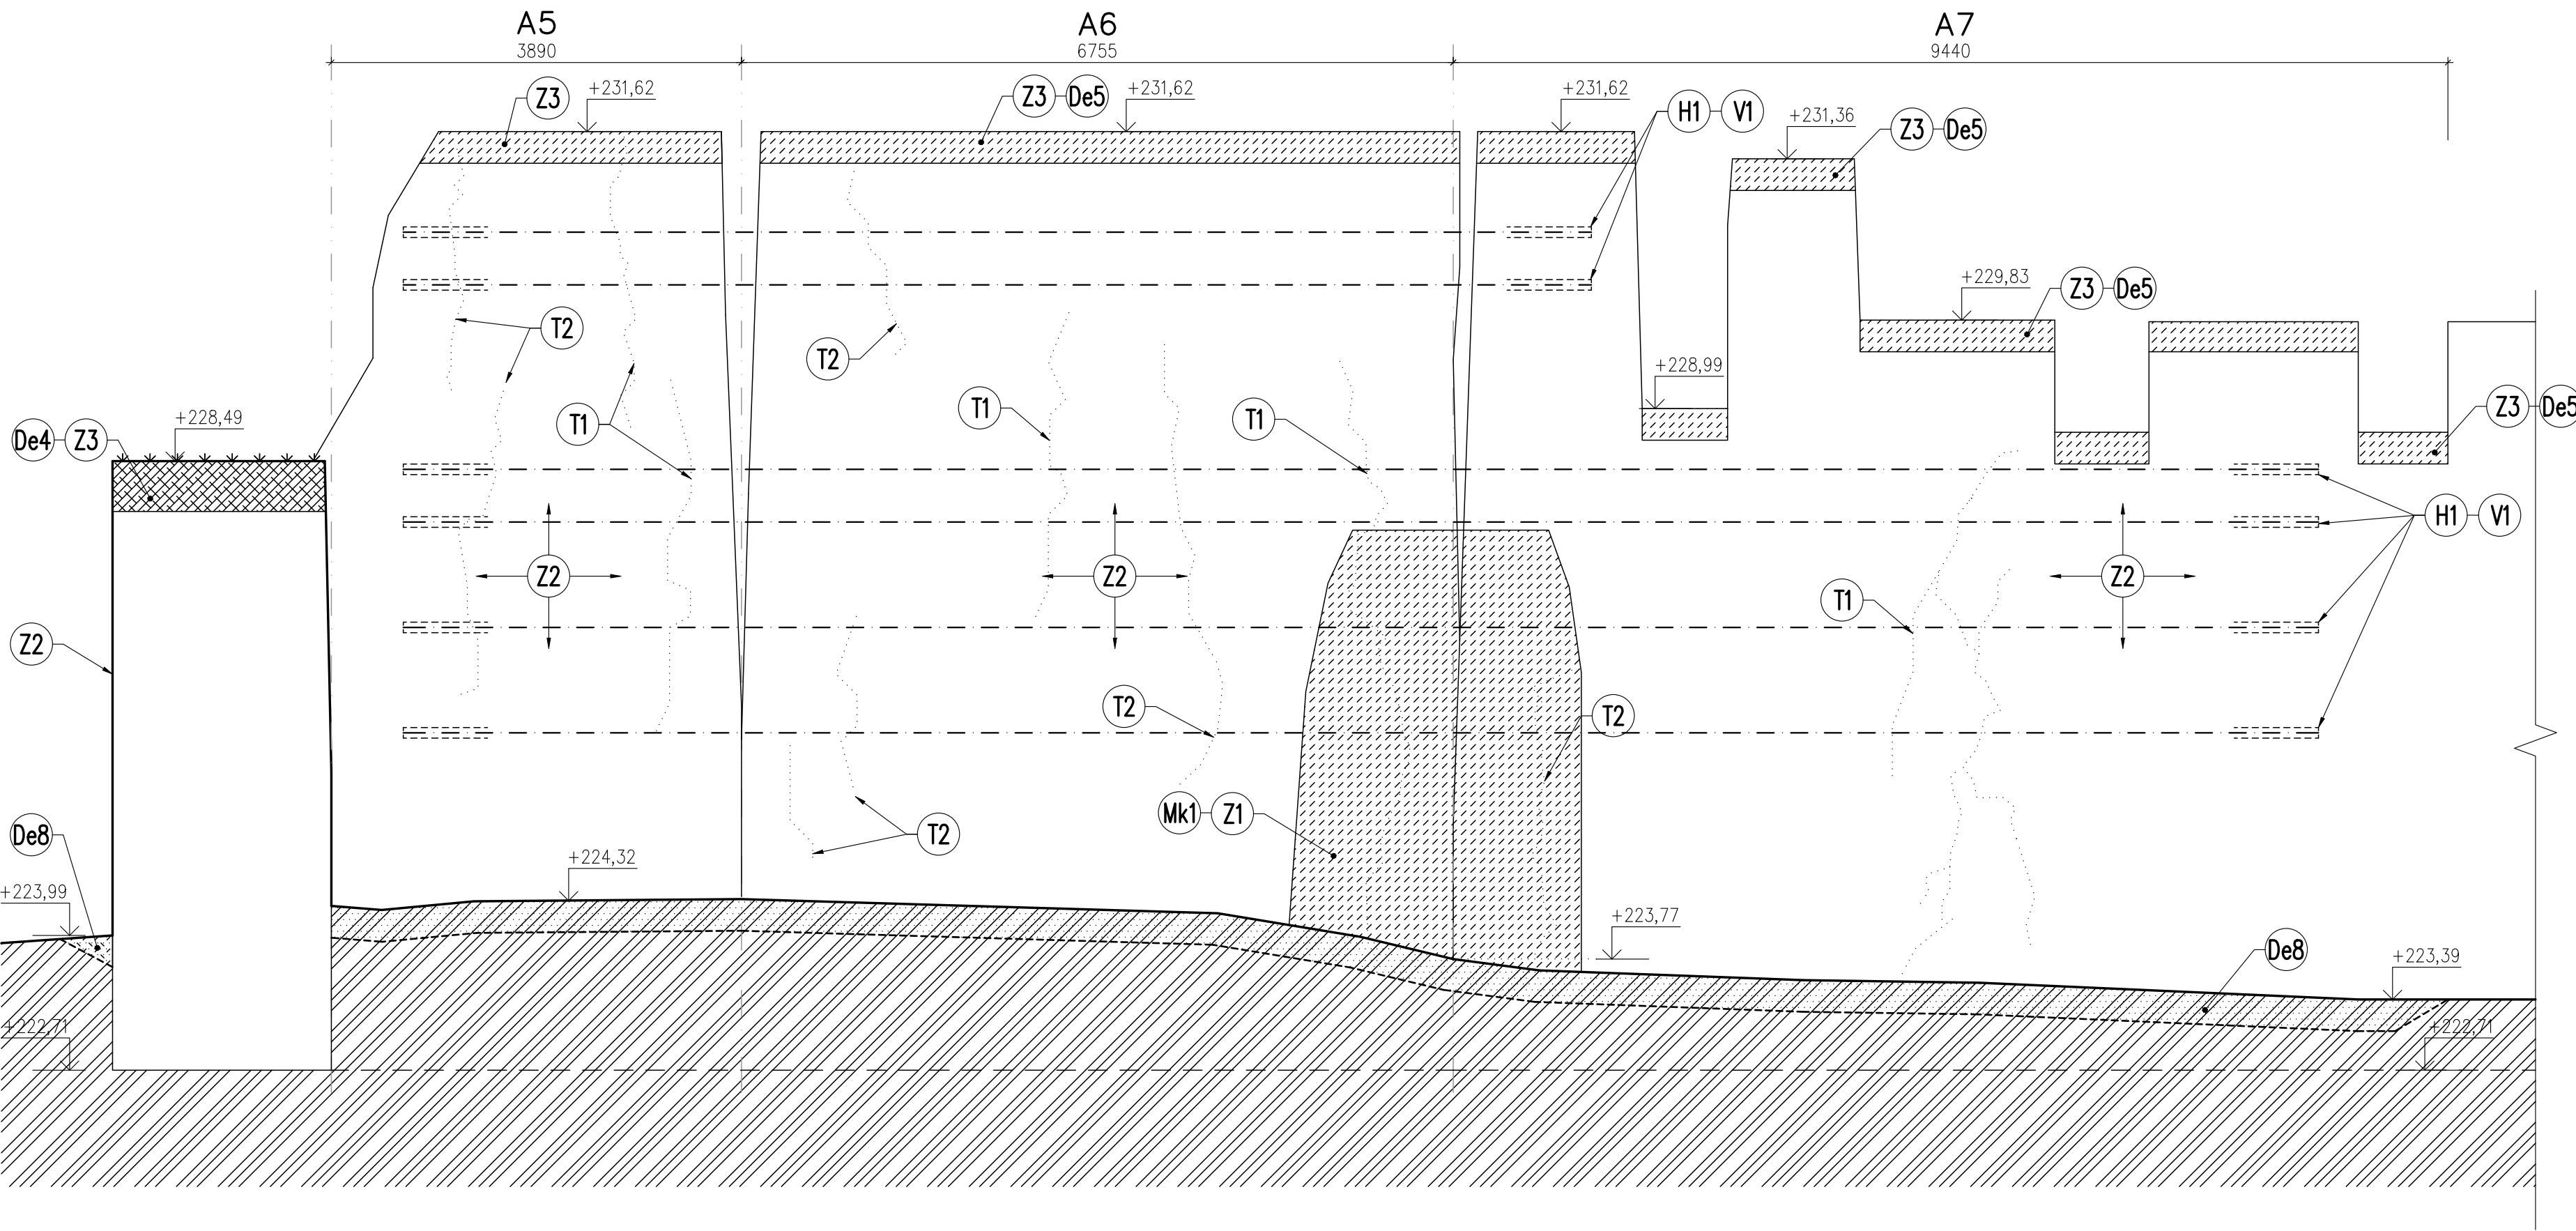 A5 A6 A7
3890 6755 9440
Z3 +231,62 Z3 De5 +231,62 +231,62 H1 V1
+231,36 Z3 De5
+229,83 Z3 De5
T2 T2
+228,99
T1 T1 T1 Z3 De5
De4 Z3 +228,49
H1 V1
Z2 Z2 Z2
T1
Z2
T2 T2
Mk1 Z1
De8 T2
+224,32
+223,99 +223,77
De8 +223,39
+222,71 +222,71